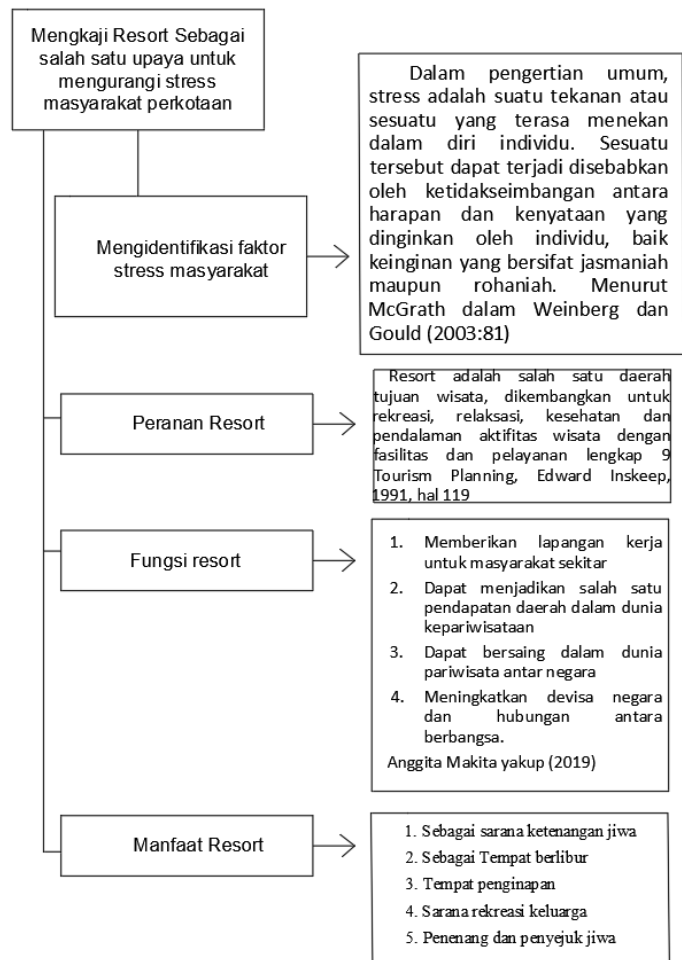 Mengkaji Resort Sebagai
salah satu upaya untuk
mengurangi stress
masyarakat perkotaan
Dalam pengertian umum,
stress adalah suatu tekanan atau
sesuatu yang terasa menekan
dalam diri individu. Sesuatu
tersebut dapat terjadi disebabkan
oleh ketidakseimbangan antara
harapan dan kenyataan yang
dinginkan oleh individu, baik
keinginan yang bersifat jasmaniah
maupun rohaniah. Menurut
McGrath dalam Weinberg dan
Gould (2003:81)
Mengidentifikasi faktor
stress masyarakat
Resort adalah salah satu daerah
tujuan wisata, dikembangkan untuk
rekreasi, relaksasi, kesehatan dan
pendalaman aktifitas wisata dengan
fasilitas dan pelayanan lengkap 9
Tourism Planning, Edward Inskeep,
1991, hal 119
Peranan Resort
Fungsi resort
1. Memberikan lapangan kerja
untuk masyarakat sekitar
2. Dapat menjadikan salah satu
pendapatan daerah dalam dunia
kepariwisataan
3. Dapat bersaing dalam dunia
pariwisata antar negara
4. Meningkatkan devisa negara
dan hubungan antara
berbangsa.
Anggita Makita yakup (2019)
Manfaat Resort
1. Sebagai sarana ketenangan jiwa
2. Sebagai Tempat berlibur
3. Tempat penginapan
4. Sarana rekreasi keluarga
5. Penenang dan penyejuk jiwa